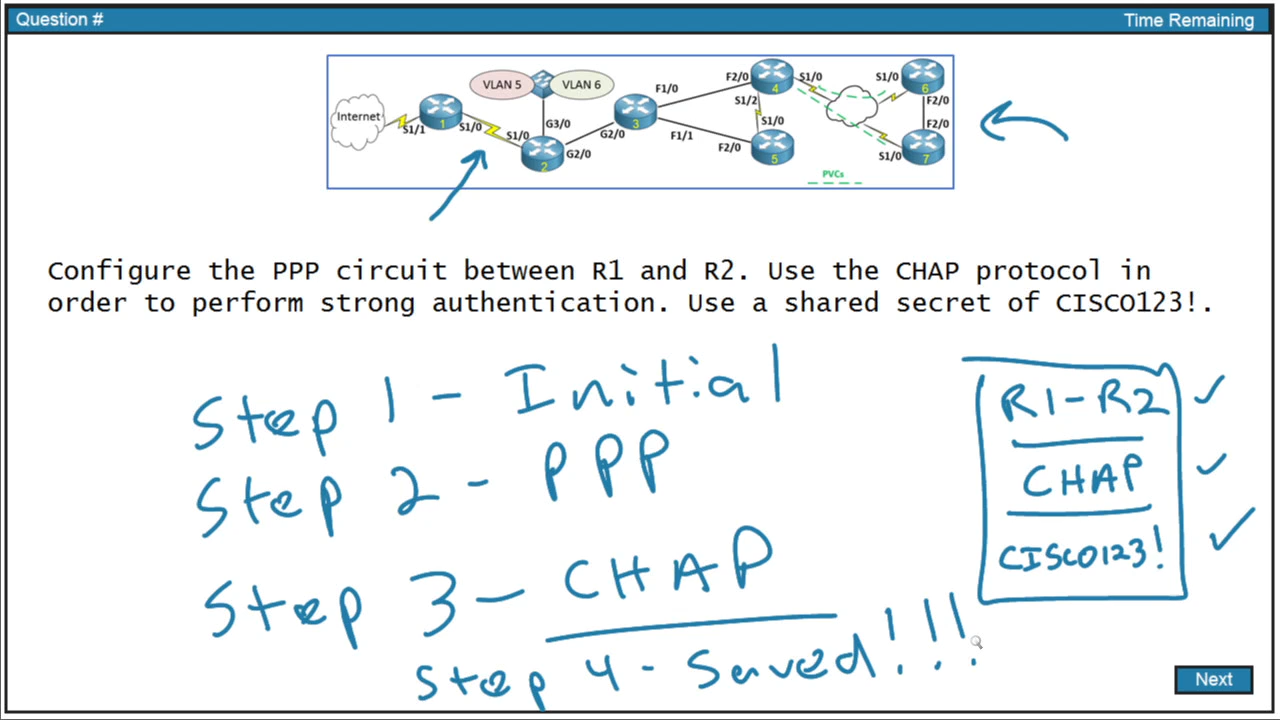 Question #
Time Remaining
VLAN 5
VLAN 6
Internet
S1/1
1
S1/0
S1/0
G3/0
2
G2/0
G2/0
3
F1/0
F1/1
F2/0
4
S1/0
S1/2
S1/0
F2/0
5
S1/0
6
F2/0
F2/0
S1/0
7
PVCs
Configure the PPP circuit between R1 and R2. Use the CHAP protocol in
order to perform strong authentication. Use a shared secret of CISCO123!.
Step 1 - Initial
Step 2 - PPP
Step 3 - CHAP
Step 4 - Saved!!!
R1-R2
CHAP
CISCO123!
Next